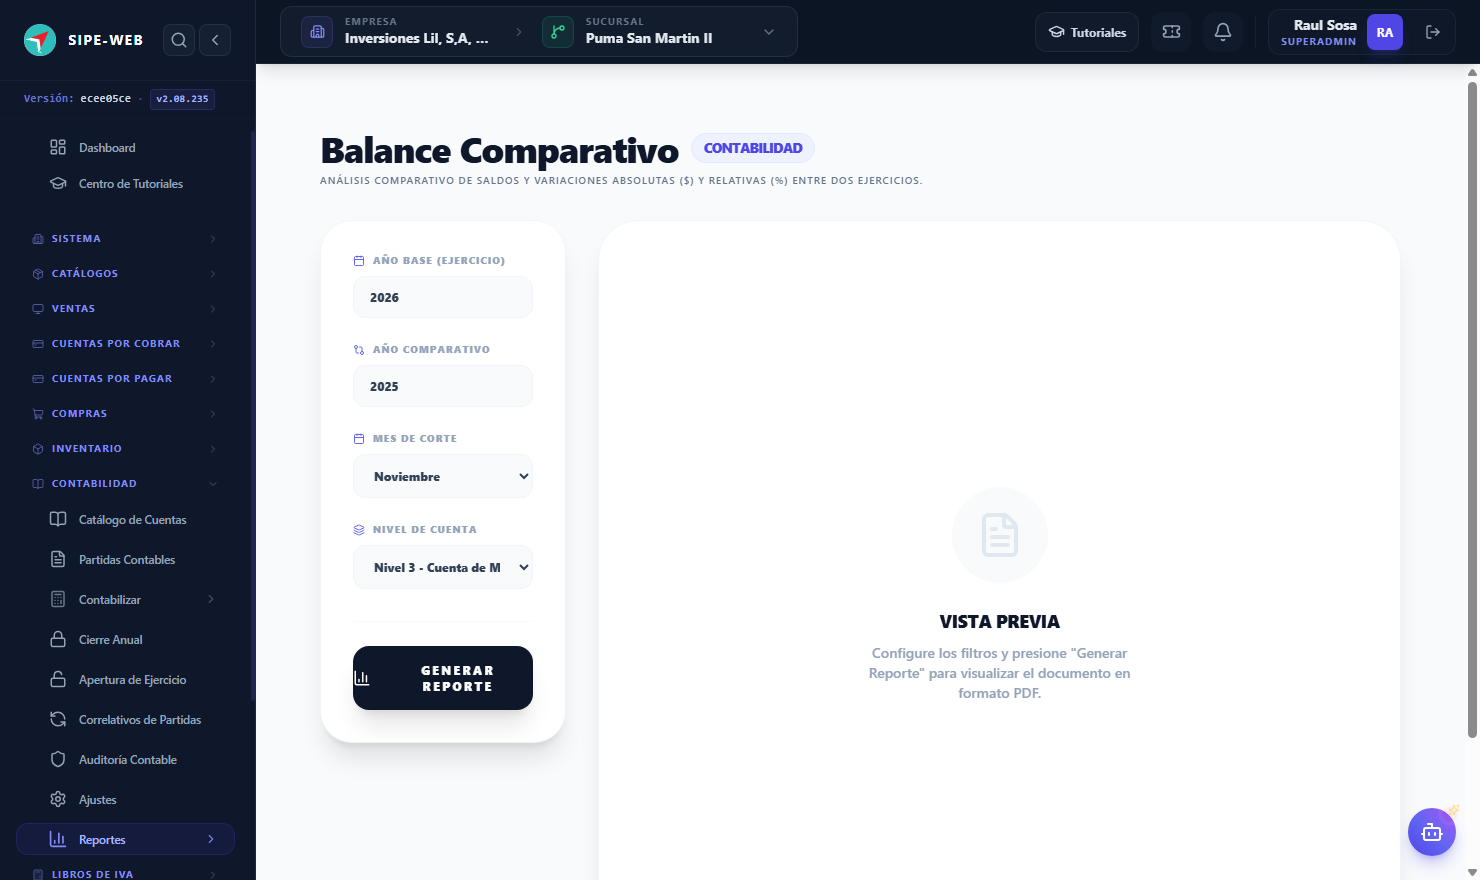 SIPE-WEB
Versión: ecee05ce · v2.08.235
Dashboard
Centro de Tutoriales
SISTEMA
CATÁLOGOS
VENTAS
CUENTAS POR COBRAR
CUENTAS POR PAGAR
COMPRAS
INVENTARIO
CONTABILIDAD
Catálogo de Cuentas
Partidas Contables
Contabilizar
Cierre Anual
Apertura de Ejercicio
Correlativos de Partidas
Auditoría Contable
Ajustes
Reportes
LIBROS DE IVA
EMPRESA
Inversiones Lil, S,A, ...
SUCURSAL
Puma San Martin II
Tutoriales
Raul Sosa
SUPERADMIN
RA
Balance Comparativo
CONTABILIDAD
ANÁLISIS COMPARATIVO DE SALDOS Y VARIACIONES ABSOLUTAS ($) Y RELATIVAS (%) ENTRE DOS EJERCICIOS.
AÑO BASE (EJERCICIO)
2026
AÑO COMPARATIVO
2025
MES DE CORTE
Noviembre
NIVEL DE CUENTA
Nivel 3 - Cuenta de M
GENERAR
REPORTE
VISTA PREVIA
Configure los filtros y presione "Generar
Reporte" para visualizar el documento en
formato PDF.